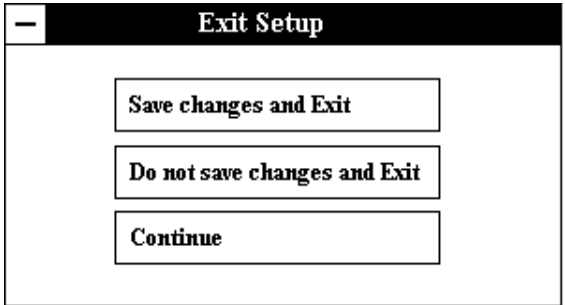 Exit Setup
Save changes and Exit
Do not save changes and Exit
Continue